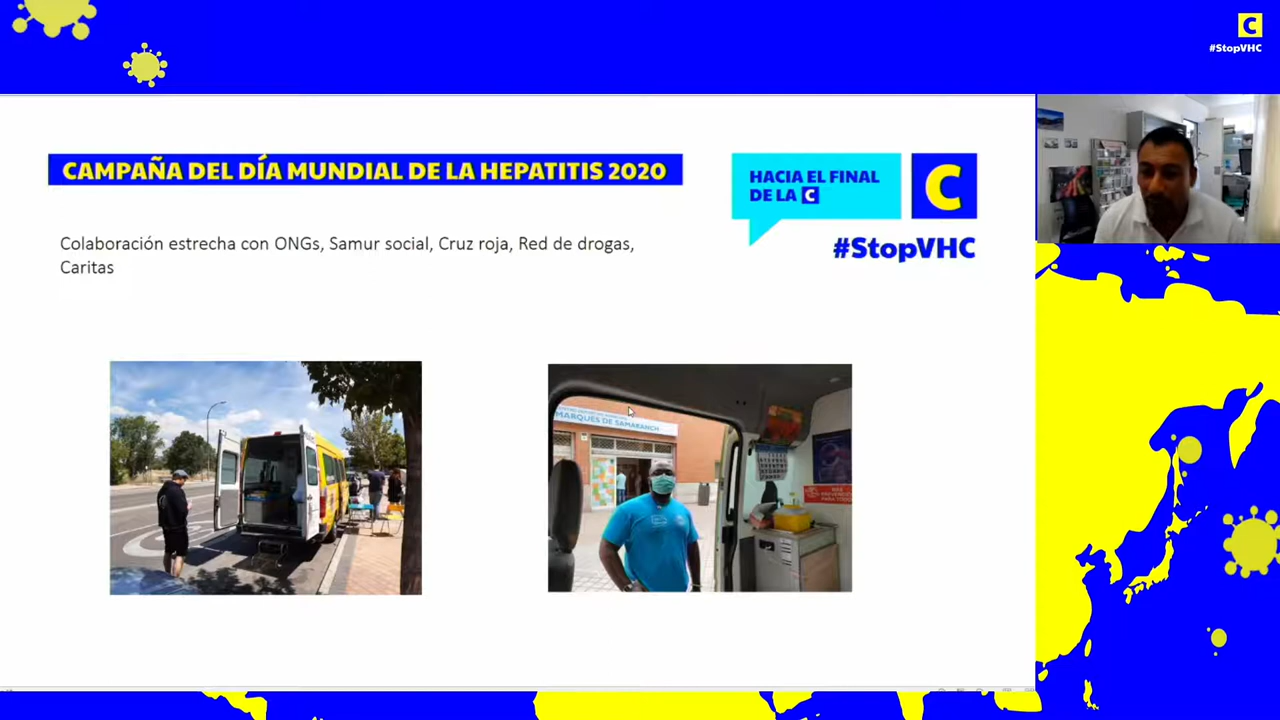 C
#StopVHC
CAMPAÑA DEL DÍA MUNDIAL DE LA HEPATITIS 2020
HACIA EL FINAL
DE LA C
C
#StopVHC
Colaboración estrecha con ONGs, Samur social, Cruz roja, Red de drogas,
Caritas
MARQUES DE SAMARANCH